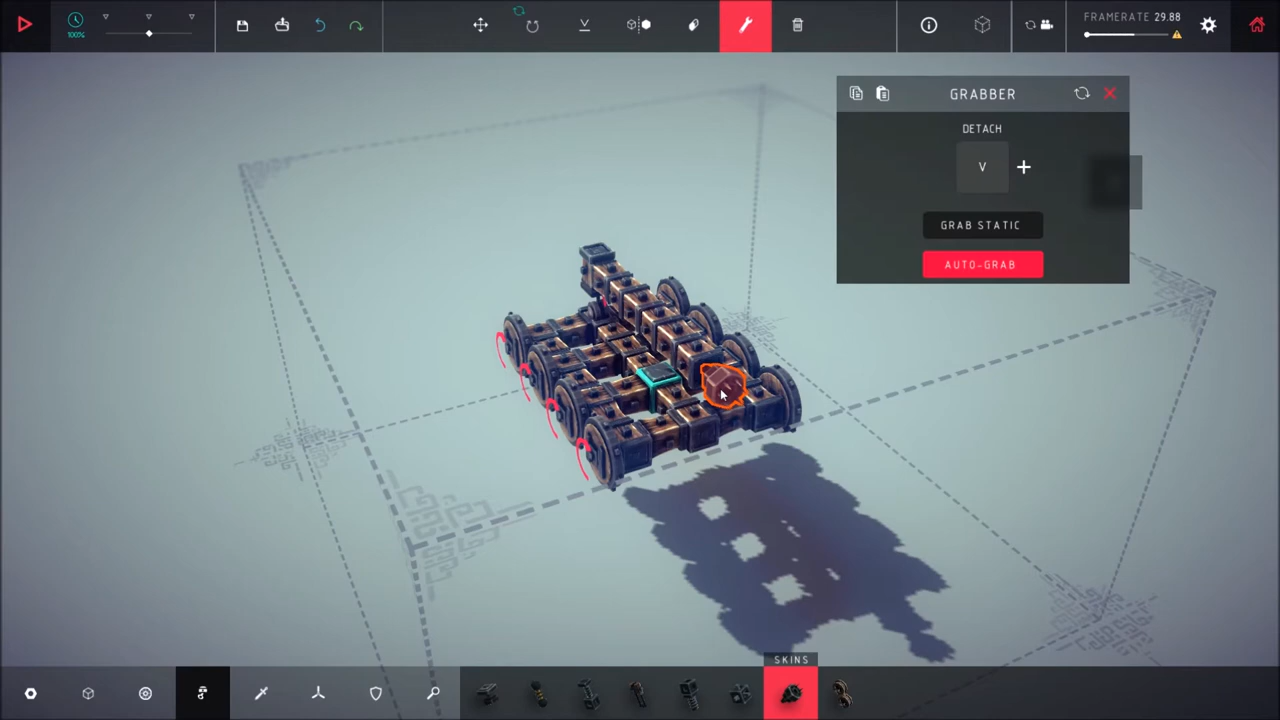 100%
FRAMERATE 29.88
GRABBER
DETACH
V
GRAB STATIC
AUTO-GRAB
SKINS